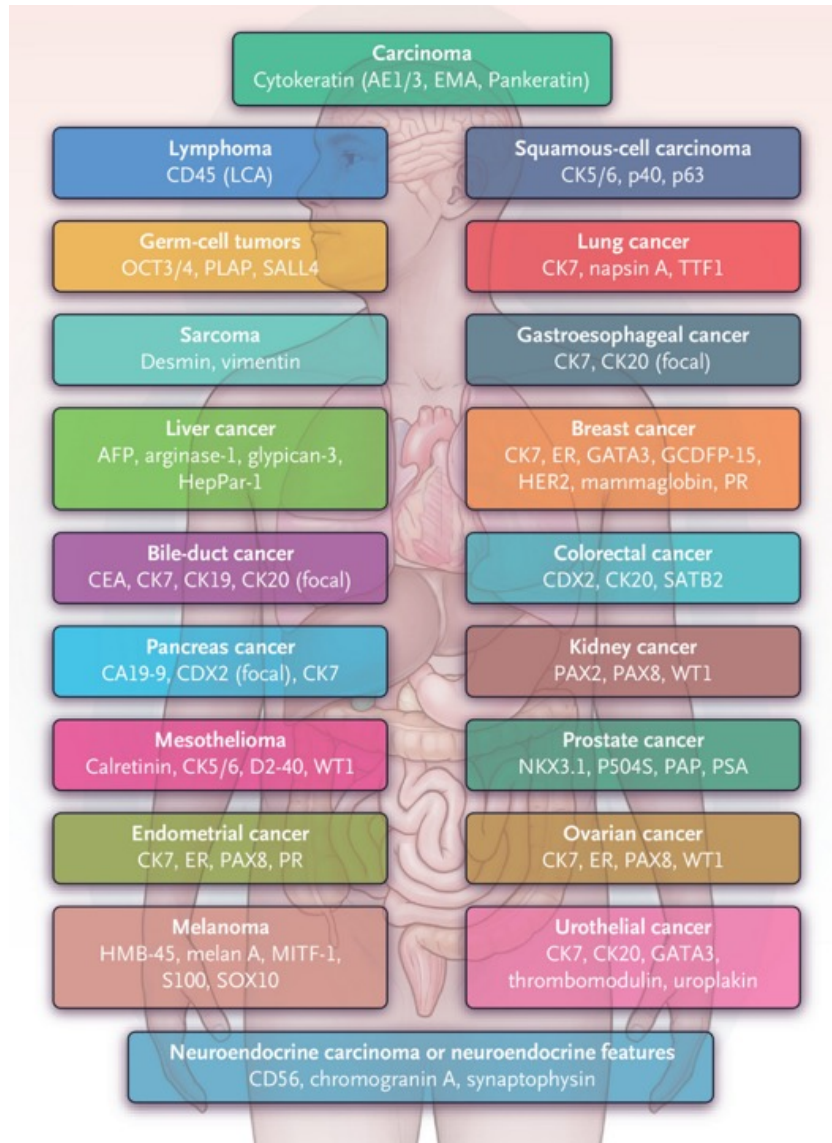 Carcinoma
Cytokeratin (AE1/3, EMA, Pankeratin)
Lymphoma
CD45 (LCA)
Squamous-cell carcinoma
CK5/6, p40, p63
Germ-cell tumors
OCT3/4, PLAP, SALL4
Lung cancer
CK7, napsin A, TTF1
Sarcoma
Desmin, vimentin
Gastroesophageal cancer
CK7, CK20 (focal)
Liver cancer
AFP, arginase-1, glypican-3,
HepPar-1
Breast cancer
CK7, ER, GATA3, GCDFP-15,
HER2, mammaglobin, PR
Bile-duct cancer
CEA, CK7, CK19, CK20 (focal)
Colorectal cancer
CDX2, CK20, SATB2
Pancreas cancer
CA19-9, CDX2 (focal), CK7
Kidney cancer
PAX2, PAX8, WT1
Mesothelioma
Calretinin, CK5/6, D2-40, WT1
Prostate cancer
NKX3.1, P504S, PAP, PSA
Endometrial cancer
CK7, ER, PAX8, PR
Ovarian cancer
CK7, ER, PAX8, WT1
Melanoma
HMB-45, melan A, MITF-1,
S100, SOX10
Urothelial cancer
CK7, CK20, GATA3,
thrombomodulin, uroplakin
Neuroendocrine carcinoma or neuroendocrine features
CD56, chromogranin A, synaptophysin